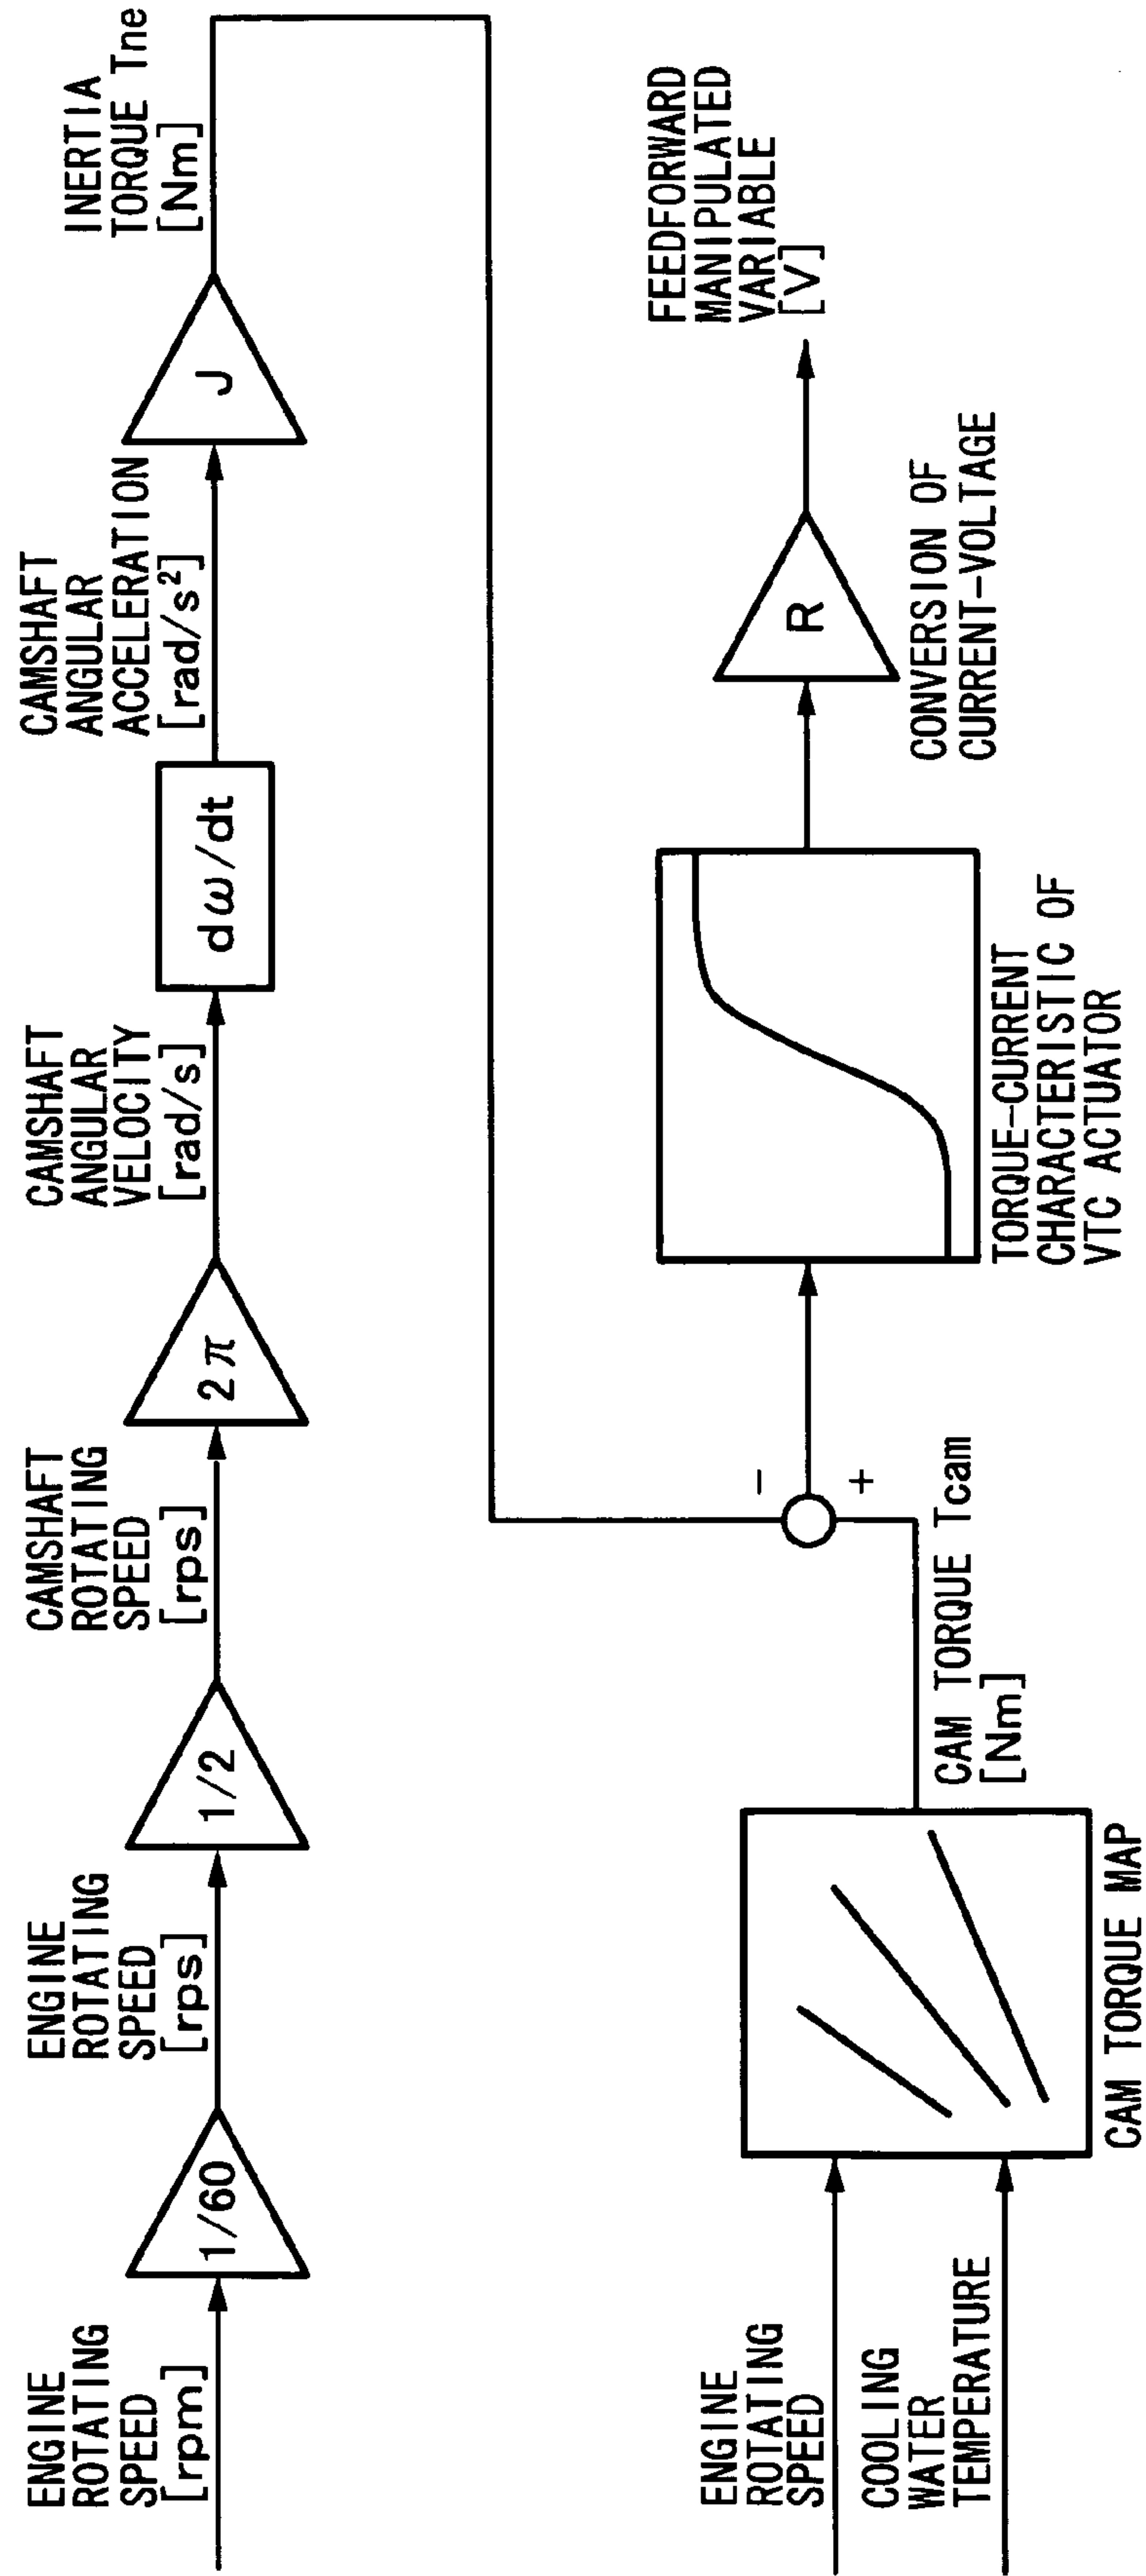 ENGINE
ROTATING
SPEED
[rpm]
1/60
ENGINE
ROTATING
SPEED
[rps]
1/2
CAMSHAFT
ROTATING
SPEED
[rps]
2π
CAMSHAFT
ANGULAR
VELOCITY
[rad/s]
dω/dt
CAMSHAFT
ANGULAR
ACCELERATION
[rad/s²]
J
INERTIA
TORQUE Tne
[Nm]
ENGINE
ROTATING
SPEED
COOLING
WATER
TEMPERATURE
CAM TORQUE MAP
CAM TORQUE Tcam
[Nm]
-
+
TORQUE-CURRENT
CHARACTERISTIC OF
VTC ACTUATOR
R
CONVERSION OF
CURRENT-VOLTAGE
FEEDFORWARD
MANIPULATED
VARIABLE
[V]